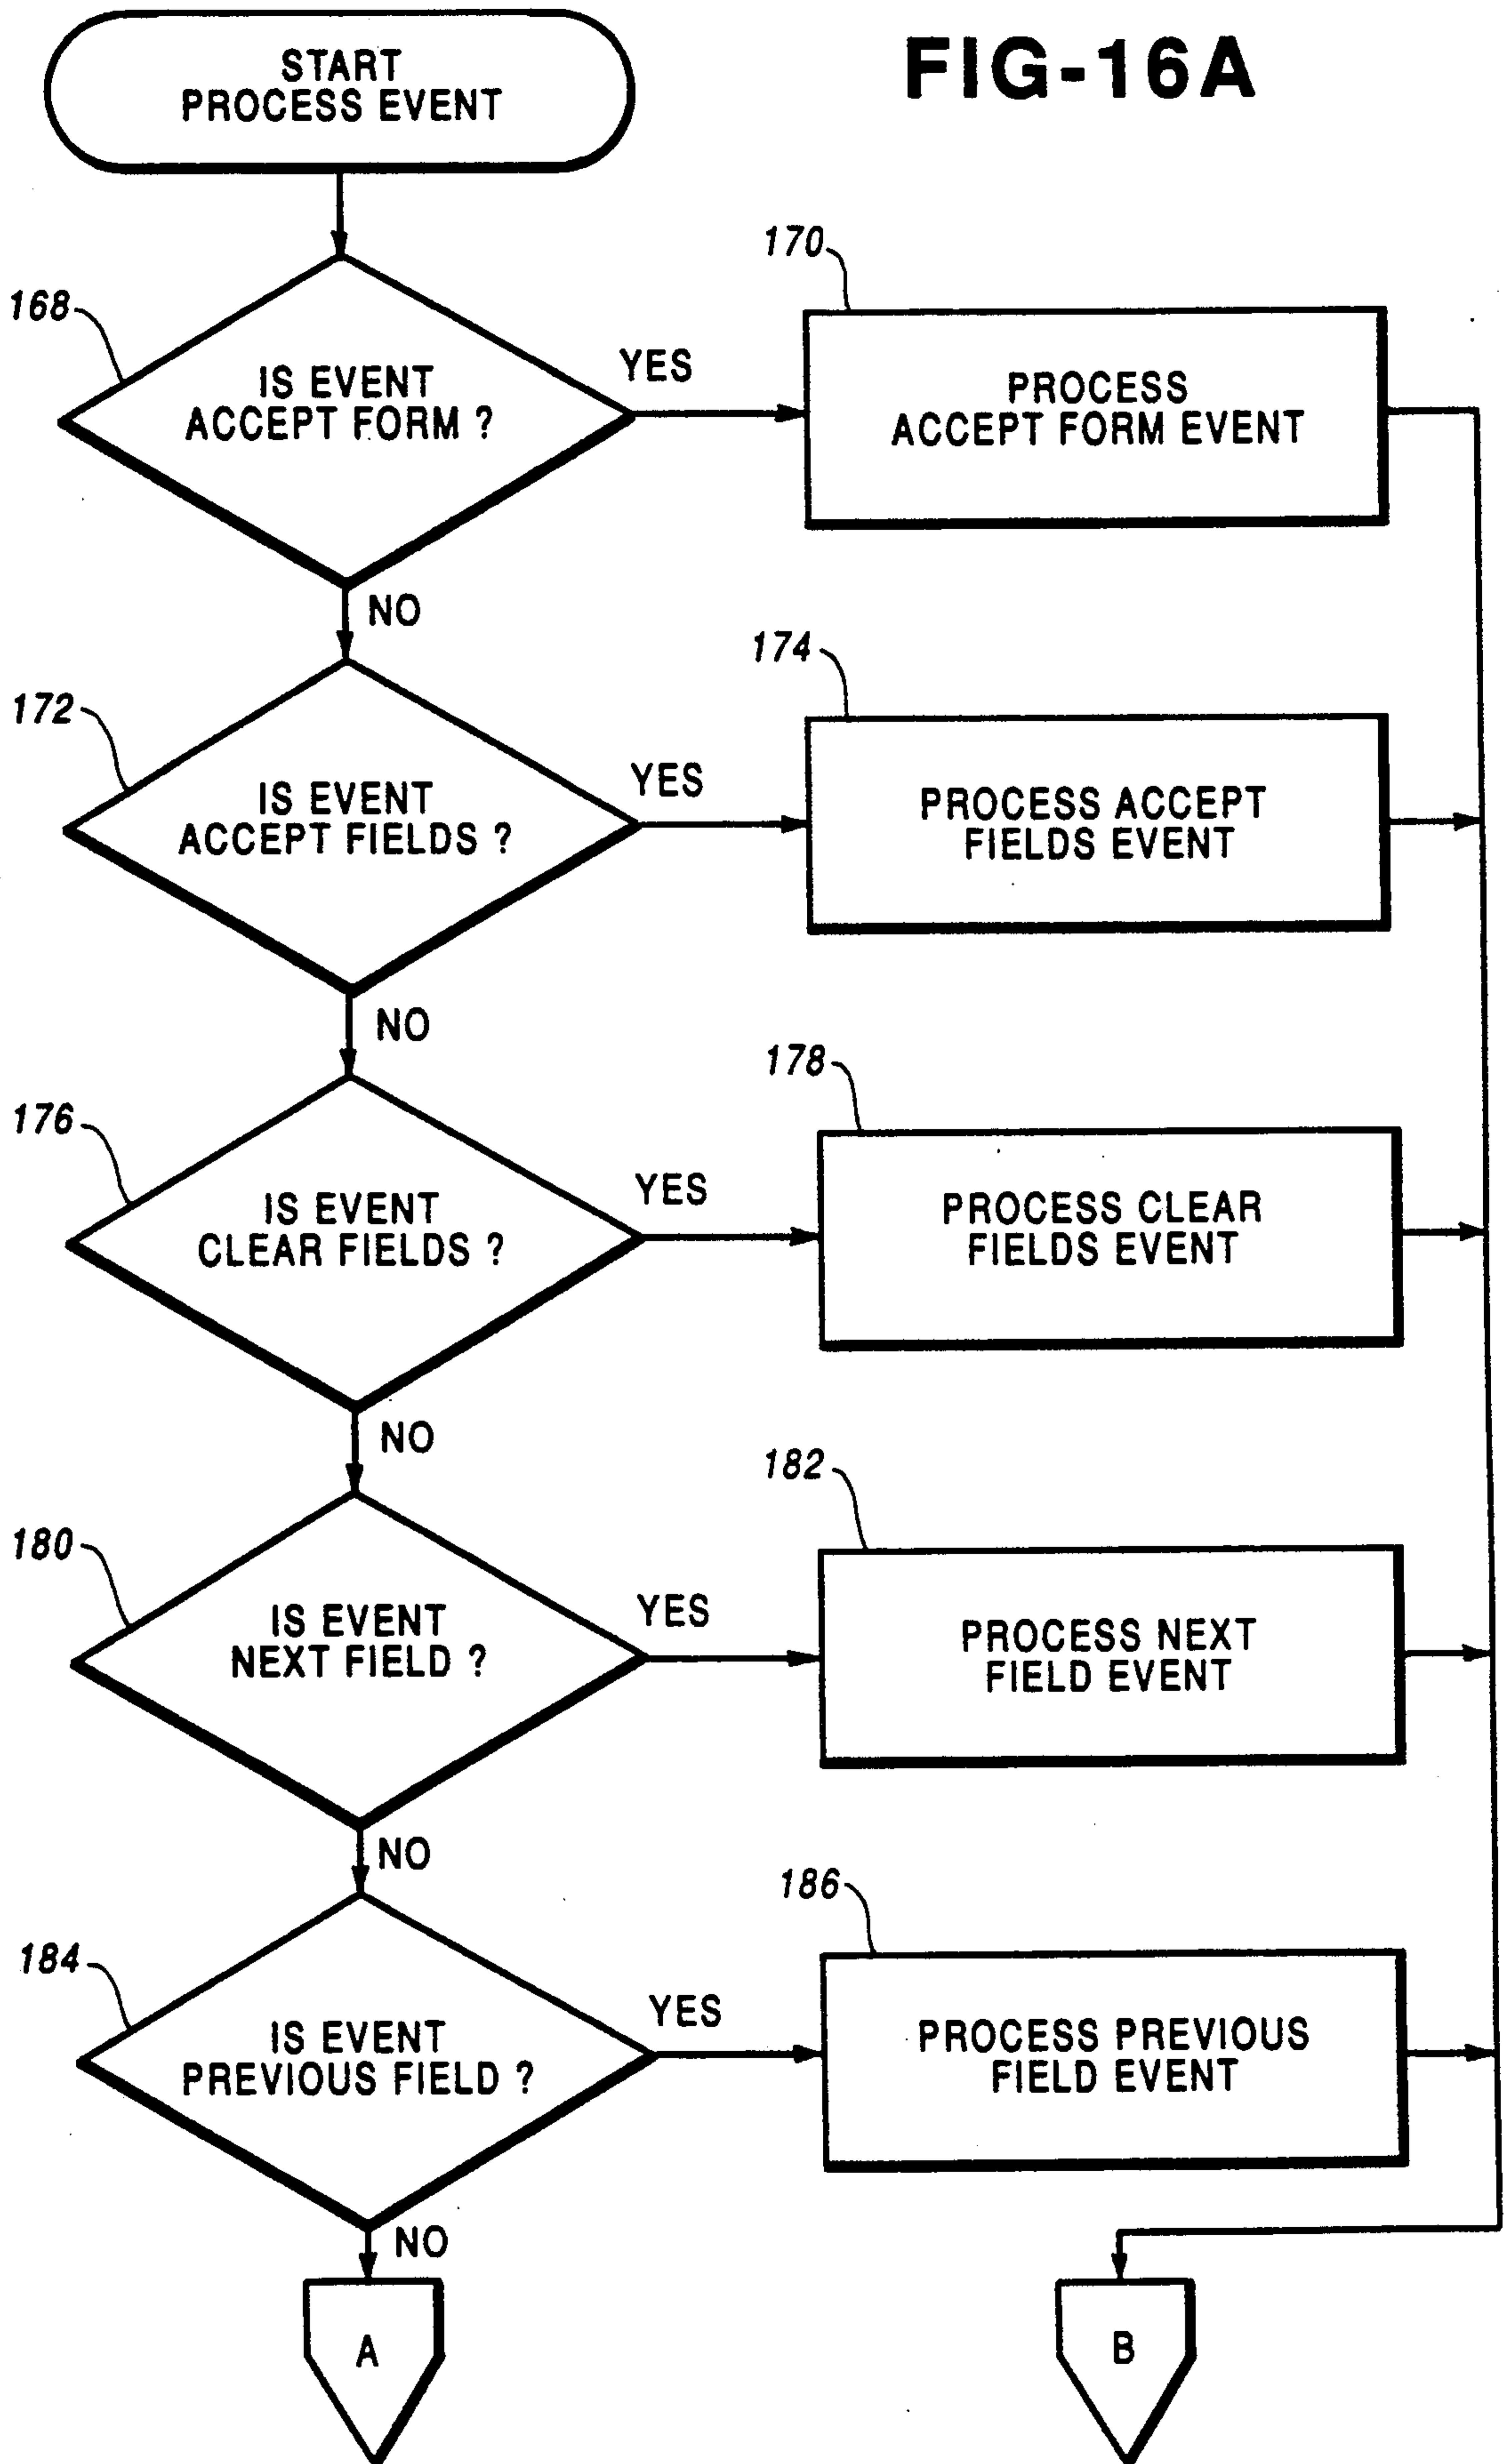 FIG-16A
START
PROCESS EVENT
168
IS EVENT
ACCEPT FORM ?
YES
170
PROCESS
ACCEPT FORM EVENT
NO
172
IS EVENT
ACCEPT FIELDS ?
YES
174
PROCESS ACCEPT
FIELDS EVENT
NO
176
IS EVENT
CLEAR FIELDS ?
YES
178
PROCESS CLEAR
FIELDS EVENT
NO
180
IS EVENT
NEXT FIELD ?
YES
182
PROCESS NEXT
FIELD EVENT
NO
184
IS EVENT
PREVIOUS FIELD ?
YES
186
PROCESS PREVIOUS
FIELD EVENT
NO
A
B